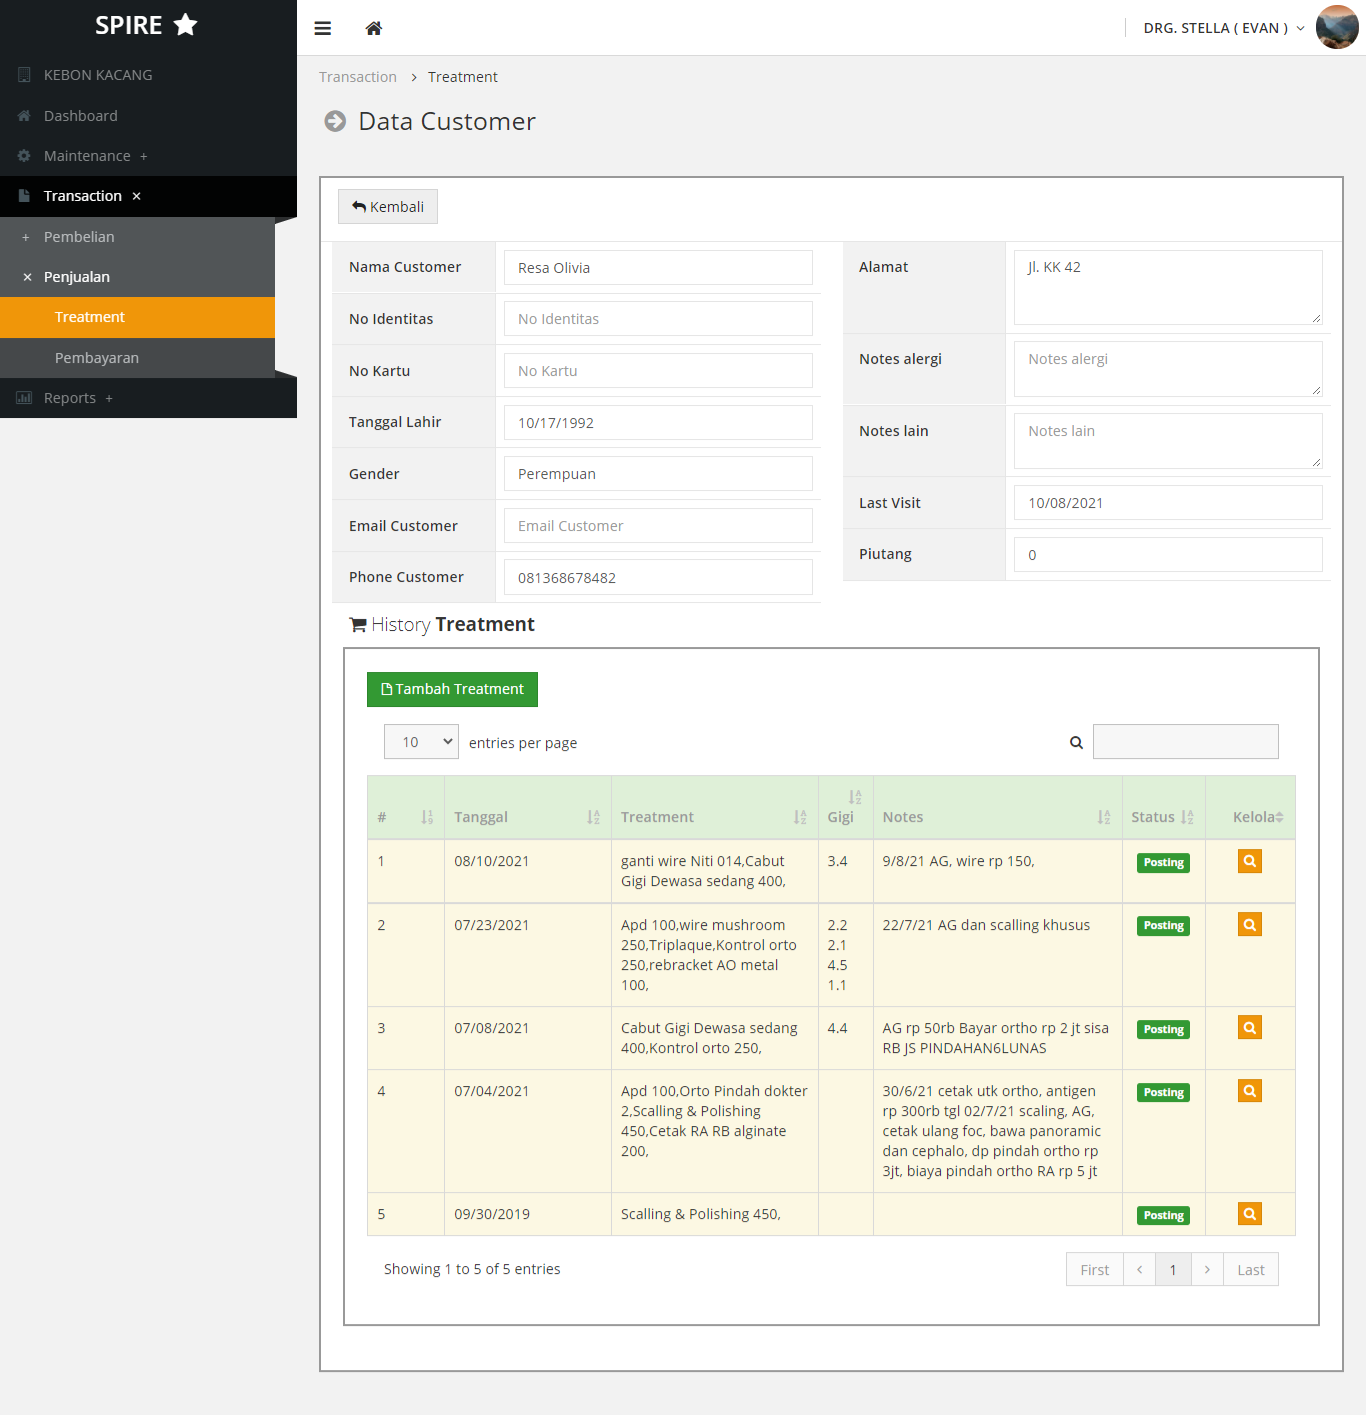 SPIRE
KEBON KACANG
Dashboard
Maintenance +
Transaction ×
+ Pembelian
× Penjualan
Treatment
Pembayaran
Reports +
DRG. STELLA ( EVAN )
Transaction > Treatment
Data Customer
Kembali
Nama Customer Resa Olivia
No Identitas No Identitas
No Kartu No Kartu
Tanggal Lahir 10/17/1992
Gender Perempuan
Email Customer Email Customer
Phone Customer 081368678482
Alamat Jl. KK 42
Notes alergi Notes alergi
Notes lain Notes lain
Last Visit 10/08/2021
Piutang 0
History Treatment
Tambah Treatment
10 entries per page
# Tanggal Treatment Gigi Notes Status Kelola
1 08/10/2021 ganti wire Niti 014,Cabut 3.4 9/8/21 AG, wire rp 150, Posting
Gigi Dewasa sedang 400,
2 07/23/2021 Apd 100,wire mushroom 2.2 22/7/21 AG dan scalling khusus Posting
250,Triplaque,Kontrol orto 2.1
250,rebracket AO metal 4.5
100, 1.1
3 07/08/2021 Cabut Gigi Dewasa sedang 4.4 AG rp 50rb Bayar ortho rp 2 jt sisa Posting
400,Kontrol orto 250, RB JS PINDAHAN6LUNAS
4 07/04/2021 Apd 100,Orto Pindah dokter 30/6/21 cetak utk ortho, antigen Posting
2,Scalling & Polishing rp 300rb tgl 02/7/21 scaling, AG,
450,Cetak RA RB alginate cetak ulang foc, bawa panoramic
200, dan cephalo, dp pindah ortho rp
3jt, biaya pindah ortho RA rp 5 jt
5 09/30/2019 Scalling & Polishing 450, Posting
Showing 1 to 5 of 5 entries
First < 1 > Last